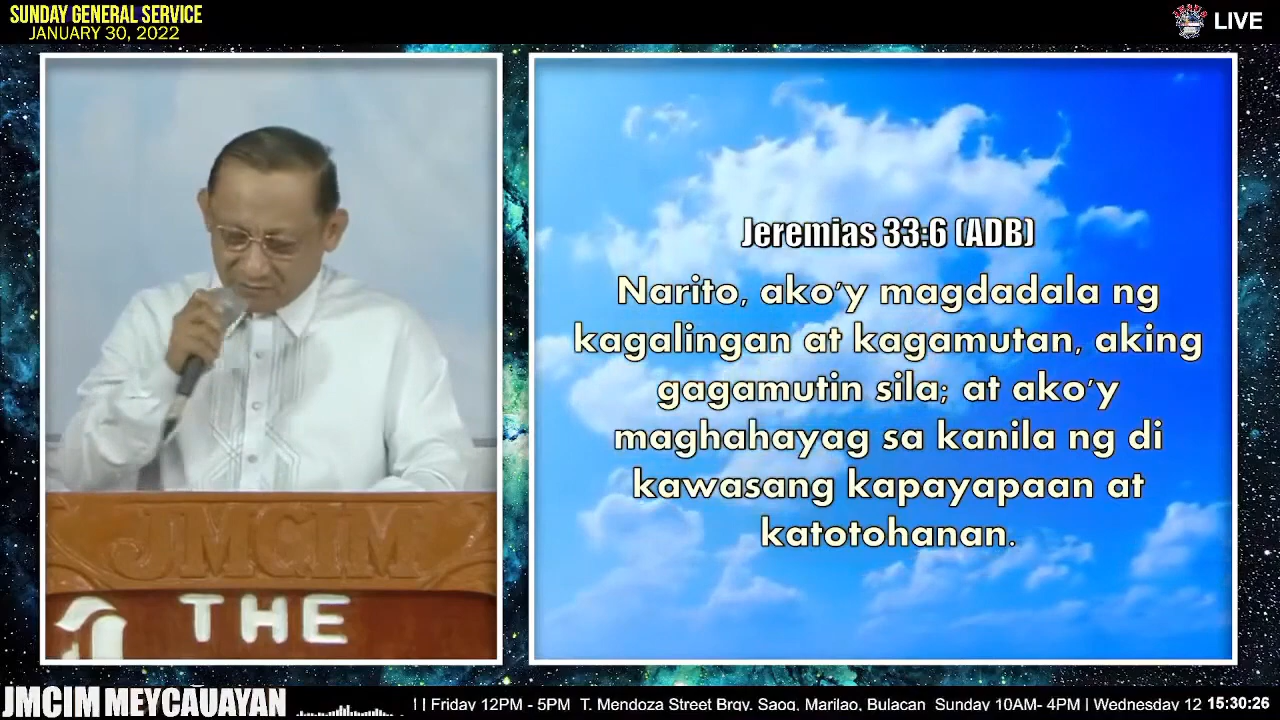 SUNDAY GENERAL SERVICE
JANUARY 30, 2022
LIVE
Jeremias 33:6 (ADB)
Narito, ako'y magdadala ng
kagalingan at kagamutan, aking
gagamutin sila; at ako'y
maghahayag sa kanila ng di
kawasang kapayapaan at
katotohanan.
JMCIM
THE
JMCIM MEYCAUAYAN
| Friday 12PM - 5PM T. Mendoza Street Brgy. Saog, Marilao, Bulacan Sunday 10AM- 4PM | Wednesday 12 15:30:26